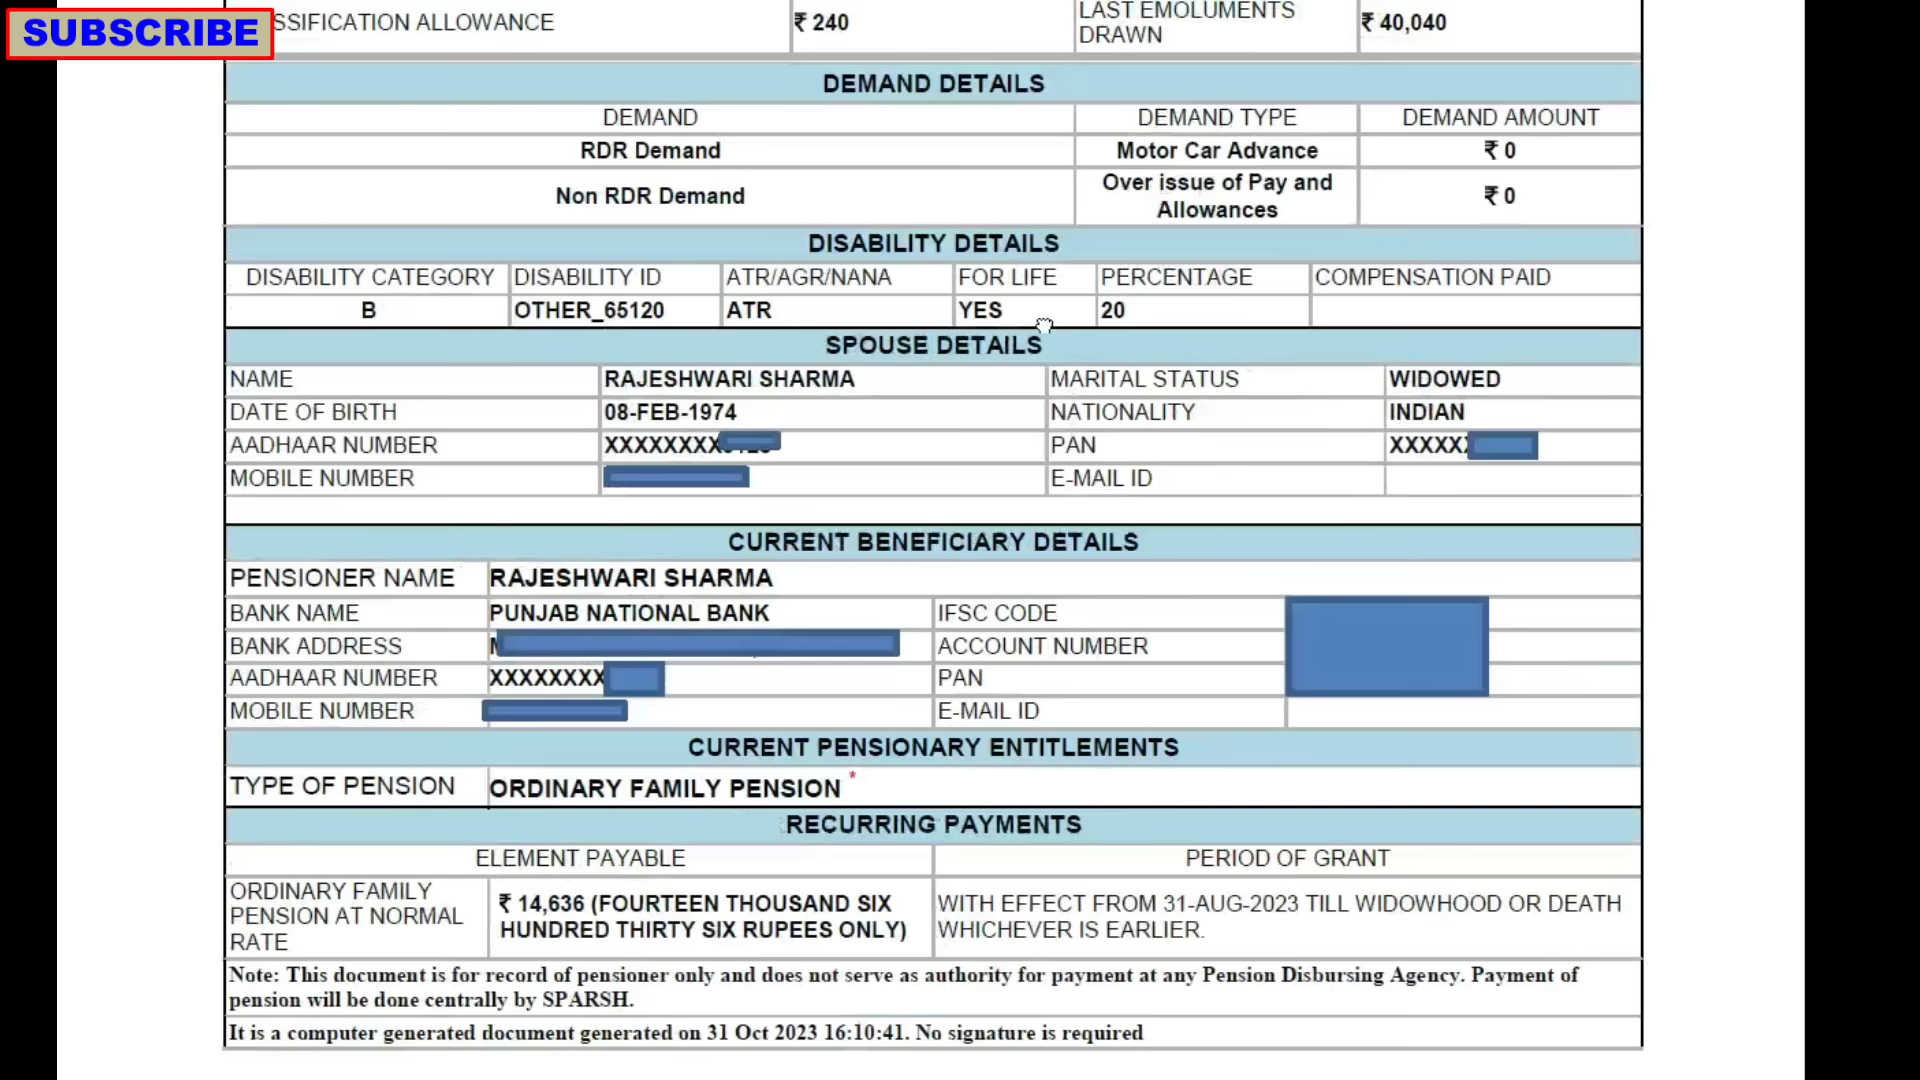 SUBSCRIBE
SSIFICATION ALLOWANCE ₹ 240 LAST EMOLUMENTS DRAWN ₹ 40,040
DEMAND DETAILS
DEMAND DEMAND TYPE DEMAND AMOUNT
RDR Demand Motor Car Advance ₹ 0
Non RDR Demand Over issue of Pay and Allowances ₹ 0
DISABILITY DETAILS
DISABILITY CATEGORY DISABILITY ID ATR/AGR/NANA FOR LIFE PERCENTAGE COMPENSATION PAID
B OTHER_65120 ATR YES 20
SPOUSE DETAILS
NAME RAJESHWARI SHARMA MARITAL STATUS WIDOWED
DATE OF BIRTH 08-FEB-1974 NATIONALITY INDIAN
AADHAAR NUMBER XXXXXXXX PAN XXXXX
MOBILE NUMBER E-MAIL ID
CURRENT BENEFICIARY DETAILS
PENSIONER NAME RAJESHWARI SHARMA
BANK NAME PUNJAB NATIONAL BANK IFSC CODE
BANK ADDRESS ACCOUNT NUMBER
AADHAAR NUMBER XXXXXXXX PAN
MOBILE NUMBER E-MAIL ID
CURRENT PENSIONARY ENTITLEMENTS
TYPE OF PENSION ORDINARY FAMILY PENSION *
RECURRING PAYMENTS
ELEMENT PAYABLE PERIOD OF GRANT
ORDINARY FAMILY
PENSION AT NORMAL
RATE
₹ 14,636 (FOURTEEN THOUSAND SIX
HUNDRED THIRTY SIX RUPEES ONLY)
WITH EFFECT FROM 31-AUG-2023 TILL WIDOWHOOD OR DEATH
WHICHEVER IS EARLIER.
Note: This document is for record of pensioner only and does not serve as authority for payment at any Pension Disbursing Agency. Payment of
pension will be done centrally by SPARSH.
It is a computer generated document generated on 31 Oct 2023 16:10:41. No signature is required